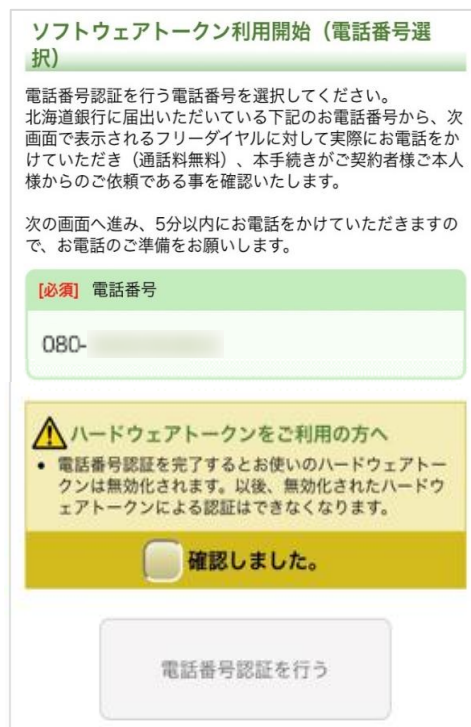 ソフトウェアトークン利用開始（電話番号選
択）
電話番号認証を行う電話番号を選択してください。
北海道銀行に届出いただいている下記のお電話番号から、次
画面で表示されるフリーダイヤルに対して実際にお電話をか
けていただき（通話料無料）、本手続きがご契約者様ご本人
様からのご依頼である事を確認いたします。
次の画面へ進み、5分以内にお電話をかけていただきますの
で、お電話のご準備をお願いします。
[必須] 電話番号
080-
ハードウェアトークンをご利用の方へ
• 電話番号認証を完了するとお使いのハードウェアトー
クンは無効化されます。以後、無効化されたハードウ
ェアトークンによる認証はできなくなります。
確認しました。
電話番号認証を行う